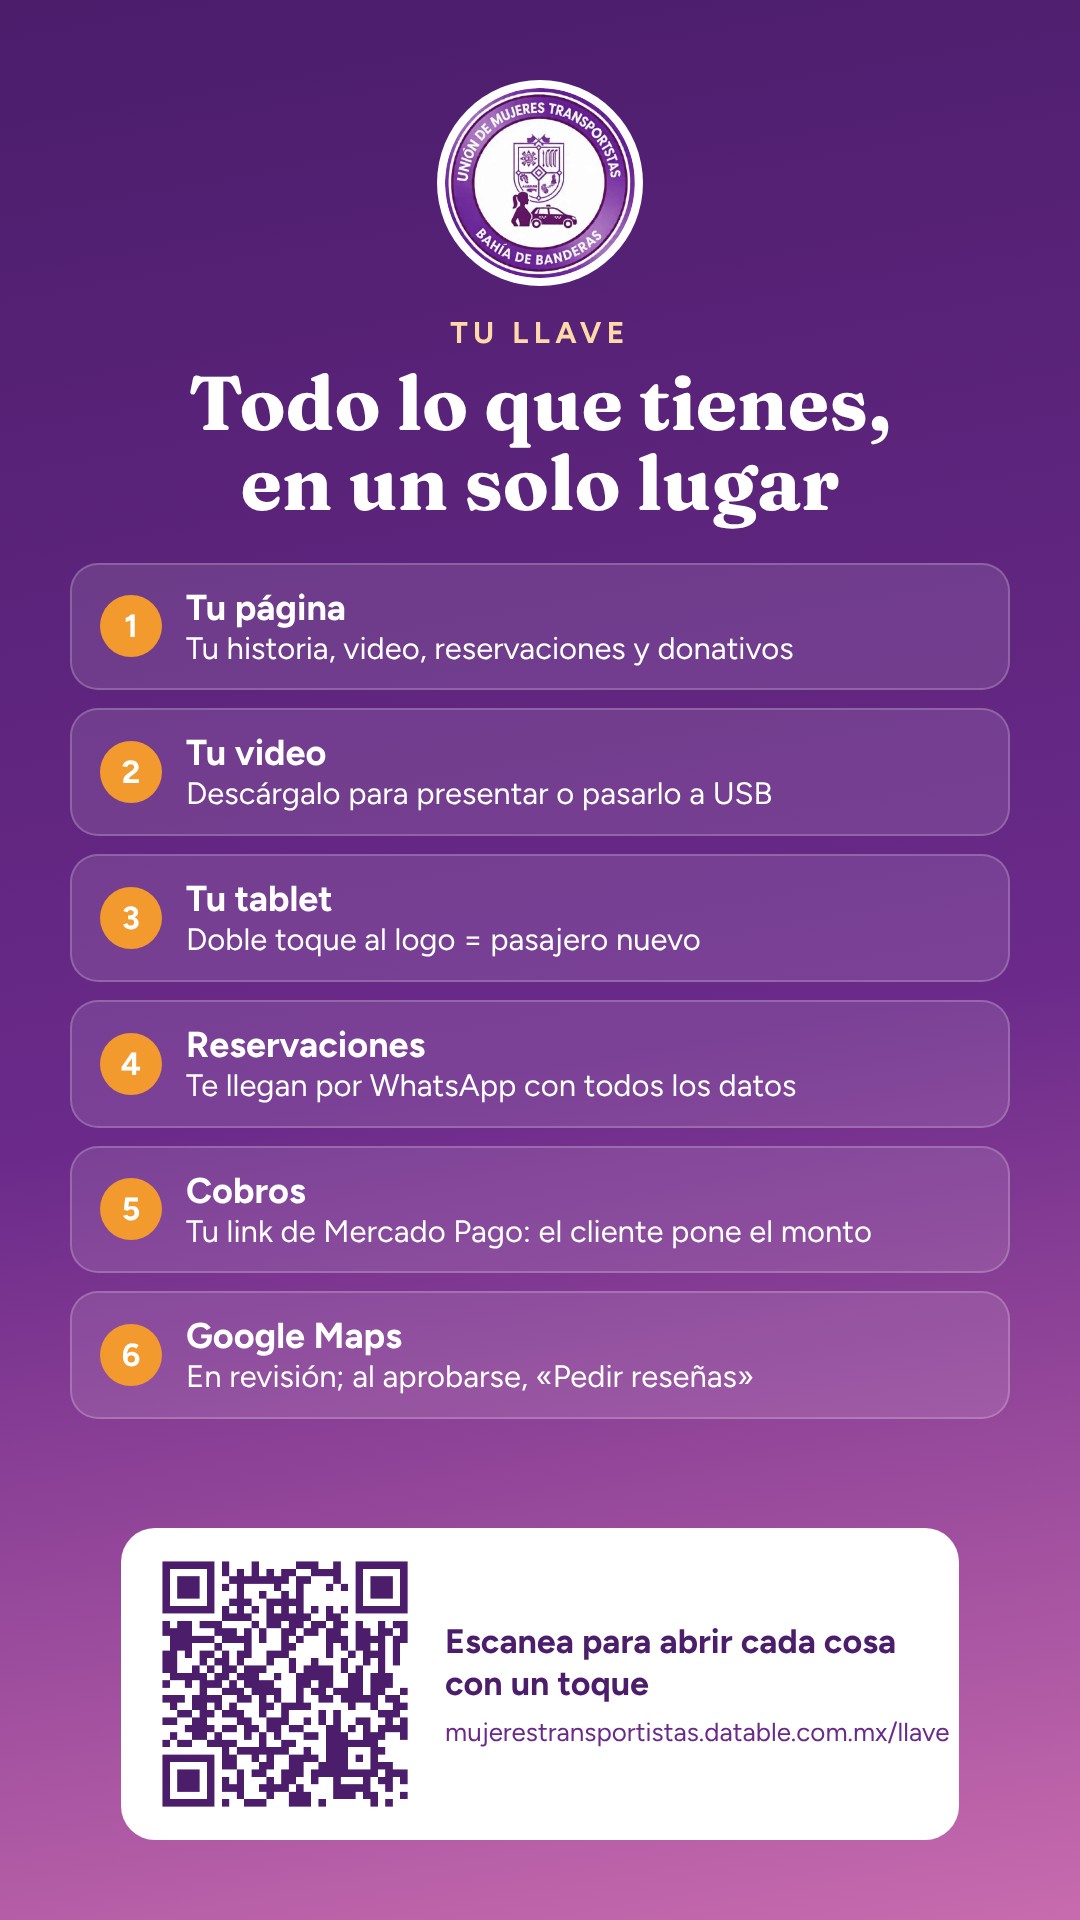 UNIÓN DE MUJERES TRANSPORTSTAS
BAHÍA DE BANDERAS
TU LLAVE
Todo lo que tienes,
en un solo lugar
1
Tu página
Tu historia, video, reservaciones y donativos
2
Tu video
Descárgalo para presentar o pasarlo a USB
3
Tu tablet
Doble toque al logo = pasajero nuevo
4
Reservaciones
Te llegan por WhatsApp con todos los datos
5
Cobros
Tu link de Mercado Pago: el cliente pone el monto
6
Google Maps
En revisión; al aprobarse, «Pedir reseñas»
Escanea para abrir cada cosa
con un toque
mujerestransportistas.datable.com.mx/llave